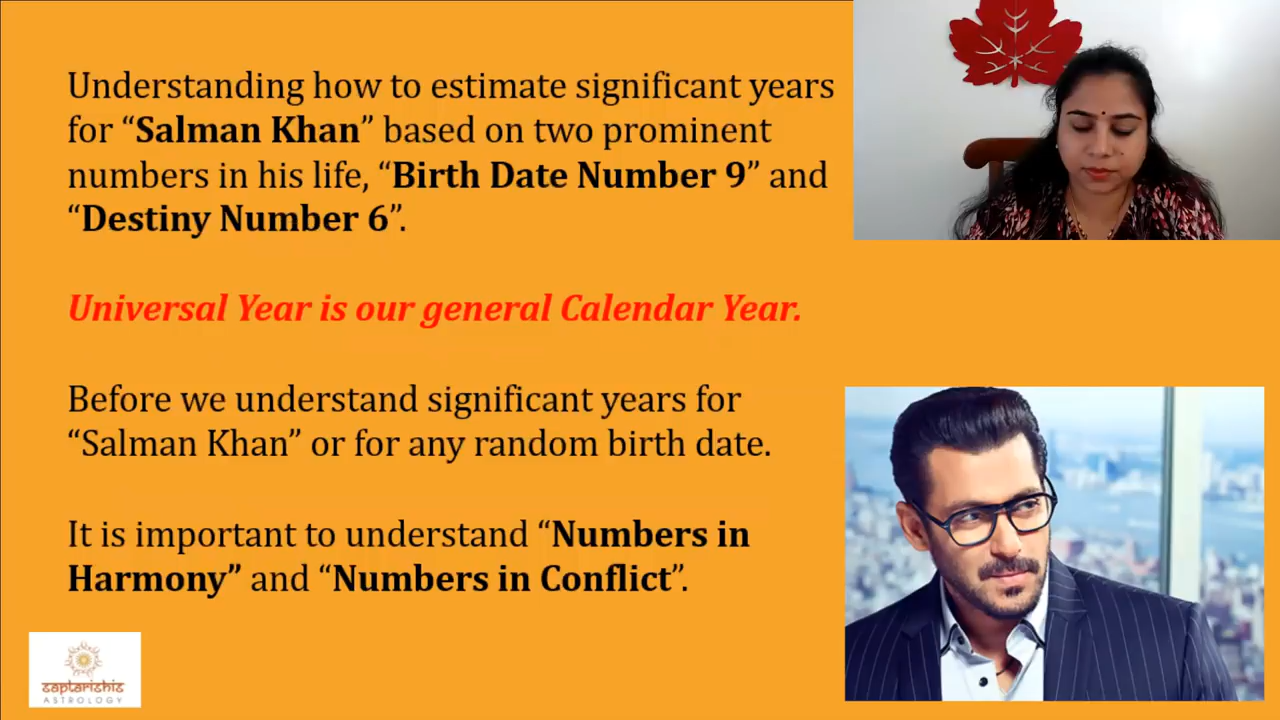 Understanding how to estimate significant years
for “Salman Khan” based on two prominent
numbers in his life, “Birth Date Number 9” and
“Destiny Number 6”.
Universal Year is our general Calendar Year.
Before we understand significant years for
“Salman Khan” or for any random birth date.
It is important to understand “Numbers in
Harmony” and “Numbers in Conflict”.
saptarishis
ASTROLOGY